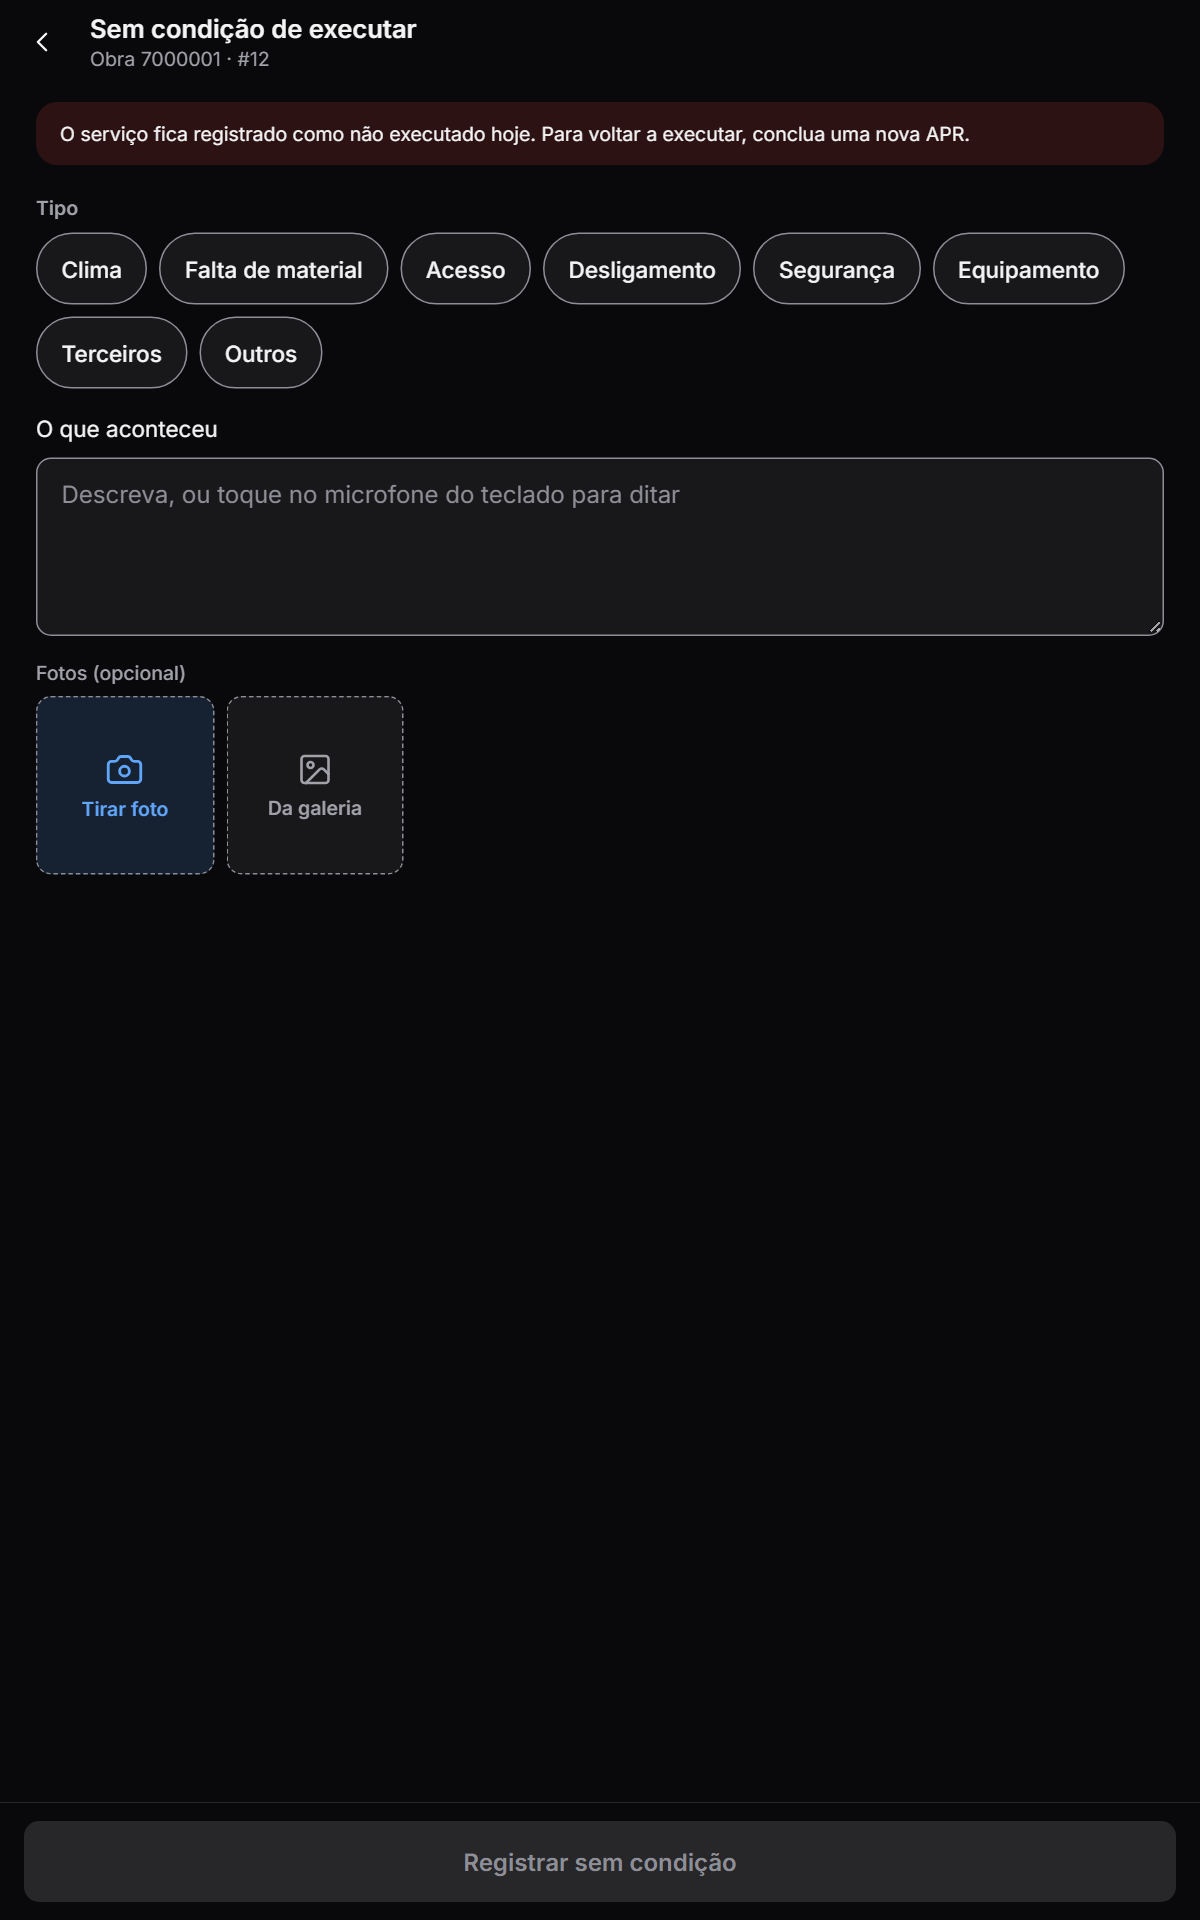 Sem condição de executar
Obra 7000001 · #12
O serviço fica registrado como não executado hoje. Para voltar a executar, conclua uma nova APR.
Tipo
Clima
Falta de material
Acesso
Desligamento
Segurança
Equipamento
Terceiros
Outros
O que aconteceu
Descreva, ou toque no microfone do teclado para ditar
Fotos (opcional)
Tirar foto
Da galeria
Registrar sem condição